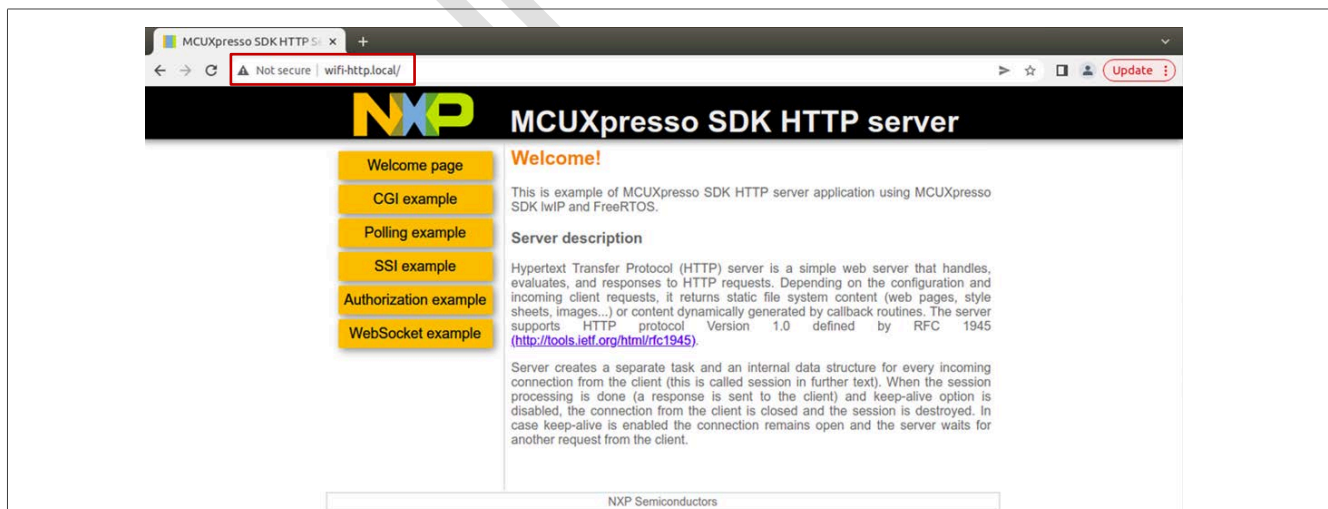 MCUXpresso SDK HTTP Se
Not secure wifi-http.local/
Update
NXP
MCUXpresso SDK HTTP server
Welcome page
CGI example
Polling example
SSI example
Authorization example
WebSocket example
Welcome!
This is example of MCUXpresso SDK HTTP server application using MCUXpresso
SDK lwIP and FreeRTOS.
Server description
Hypertext Transfer Protocol (HTTP) server is a simple web server that handles,
evaluates, and responses to HTTP requests. Depending on the configuration and
incoming client requests, it returns static file system content (web pages, style
sheets, images...) or content dynamically generated by callback routines. The server
supports HTTP protocol Version 1.0 defined by RFC 1945
(http://tools.ietf.org/html/rfc1945).
Server creates a separate task and an internal data structure for every incoming
connection from the client (this is called session in further text). When the session
processing is done (a response is sent to the client) and keep-alive option is
disabled, the connection from the client is closed and the session is destroyed. In
case keep-alive is enabled the connection remains open and the server waits for
another request from the client.
NXP Semiconductors